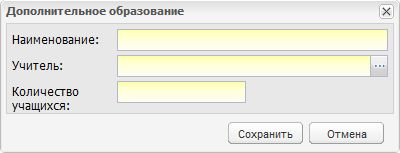 Дополнительное образование
Наименование:
Учитель:
...
Количество
учащихся:
Сохранить Отмена